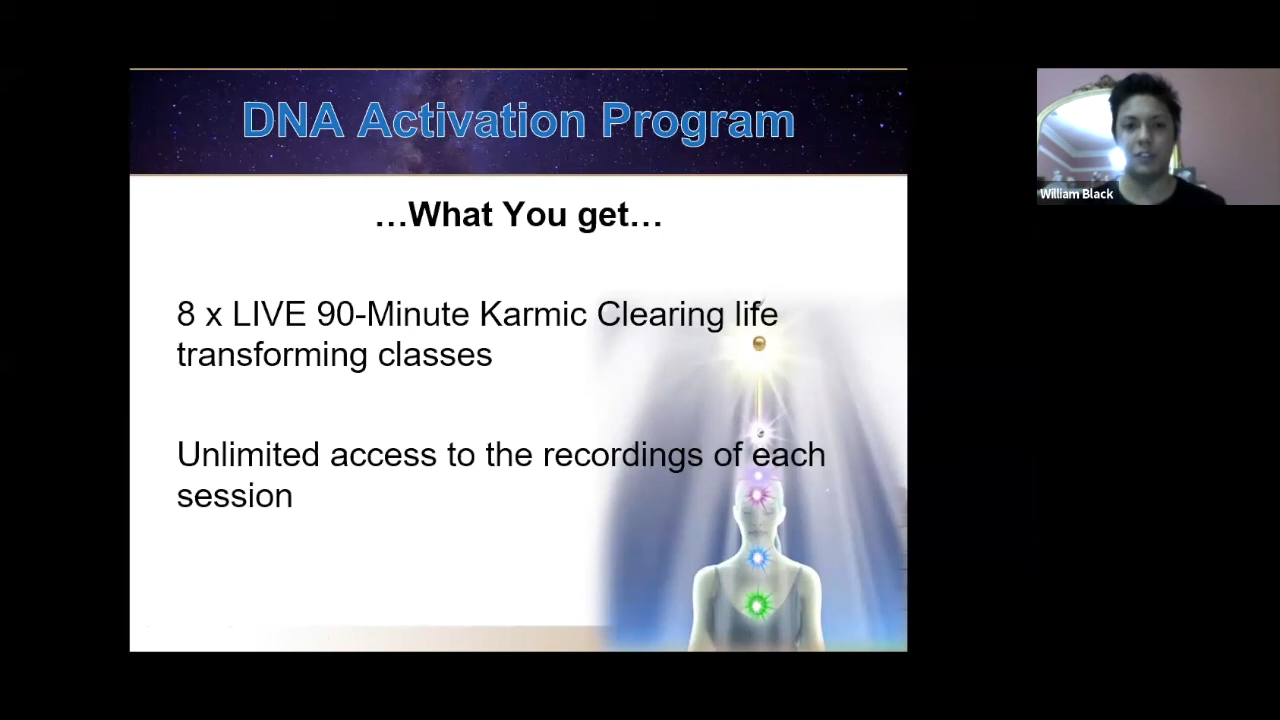 DNA Activation Program
…What You get…
8 x LIVE 90-Minute Karmic Clearing life
transforming classes
Unlimited access to the recordings of each
session
William Black